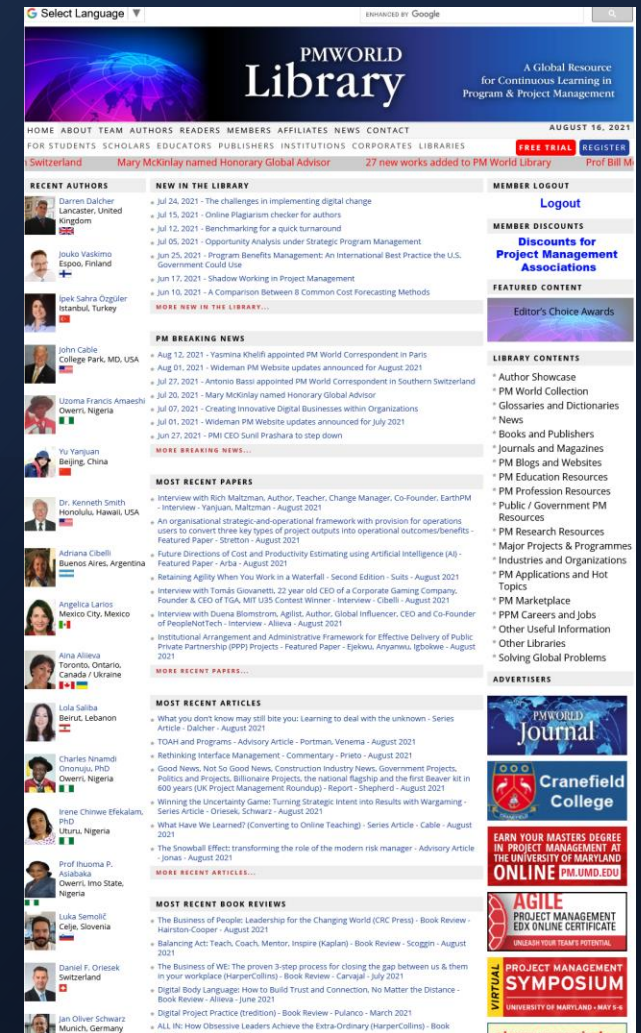 Select Language ▼
ENHANCED BY Google
PMWORLD
Library
A Global Resource
for Continuous Learning in
Program & Project Management
HOME ABOUT TEAM AUTHORS READERS MEMBERS AFFILIATES NEWS CONTACT
AUGUST 16, 2021
FOR STUDENTS SCHOLARS EDUCATORS PUBLISHERS INSTITUTIONS CORPORATES LIBRARIES
FREE TRIAL REGISTER
Switzerland Mary McKinlay named Honorary Global Advisor 27 new works added to PM World Library Prof Bill
RECENT AUTHORS
Darren Dalcher
Lancaster, United
Kingdom
Jouko Vaskimo
Espoo, Finland
İpek Sahra Özgüler
Istanbul, Turkey
John Cable
College Park, MD, USA
Uzoma Francis Amaeshi
Owerri, Nigeria
Yu Yanjuan
Beijing, China
Dr. Kenneth Smith
Honolulu, Hawaii, USA
Adriana Cibelli
Buenos Aires, Argentina
Angelica Larios
Mexico City, Mexico
Aina Aliieva
Toronto, Ontario,
Canada / Ukraine
Lola Saliba
Beirut, Lebanon
Charles Nnamdi
Ononuju, PhD
Owerri, Nigeria
Irene Chinwe Efekalam,
PhD
Uturu, Nigeria
Prof Ihuoma P.
Asiabaka
Owerri, Imo State,
Nigeria
Luka Semolič
Celje, Slovenia
Daniel F. Oriesek
Switzerland
Jan Oliver Schwarz
Munich, Germany
NEW IN THE LIBRARY
Jul 24, 2021 - The challenges in implementing digital change
Jul 15, 2021 - Online Plagiarism checker for authors
Jul 12, 2021 - Benchmarking for a quick turnaround
Jul 05, 2021 - Opportunity Analysis under Strategic Program Management
Jun 25, 2021 - Program Benefits Management: An International Best Practice the U.S.
Government Could Use
Jun 17, 2021 - Shadow Working in Project Management
Jun 10, 2021 - A Comparison Between 8 Common Cost Forecasting Methods
MORE NEW IN THE LIBRARY...
PM BREAKING NEWS
Aug 12, 2021 - Yasmina Khelifi appointed PM World Correspondent in Paris
Aug 01, 2021 - Wideman PM Website updates announced for August 2021
Jul 27, 2021 - Antonio Bassi appointed PM World Correspondent in Southern Switzerland
Jul 20, 2021 - Mary McKinlay named Honorary Global Advisor
Jul 07, 2021 - Creating Innovative Digital Businesses within Organizations
Jul 01, 2021 - Wideman PM Website updates announced for July 2021
Jun 27, 2021 - PMI CEO Sunil Prashara to step down
MORE BREAKING NEWS...
MOST RECENT PAPERS
Interview with Rich Maltzman, Author, Teacher, Change Manager, Co-Founder, EarthPM
- Interview - Yanjuan, Maltzman - August 2021
An organisational strategic-and-operational framework with provision for operations
users to convert three key types of project outputs into operational outcomes/benefits -
Featured Paper - Stretton - August 2021
Future Directions of Cost and Productivity Estimating using Artificial Intelligence (AI) -
Featured Paper - Arba - August 2021
Retaining Agility When You Work in a Waterfall - Second Edition - Suits - August 2021
Interview with Tomás Giovanetti, 22 year old CEO of a Corporate Gaming Company,
Founder & CEO of TGA, MIT U35 Contest Winner - Interview - Cibelli - August 2021
Interview with Duena Blomstrom, Agilist, Author, Global Influencer, CEO and Co-Founder
of PeopleNotTech - Interview - Aliieva - August 2021
Institutional Arrangement and Administrative Framework for Effective Delivery of Public
Private Partnership (PPP) Projects - Featured Paper - Ejekwu, Anyanwu, Igbokwe - August
2021
MORE RECENT PAPERS...
MOST RECENT ARTICLES
What you don't know may still bite you: Learning to deal with the unknown - Series
Article - Dalcher - August 2021
TOAH and Programs - Advisory Article - Portman, Venema - August 2021
Rethinking Interface Management - Commentary - Prieto - August 2021
Good News, Not So Good News, Construction Industry News, Government Projects,
Politics and Projects, Billionaire Projects, the national flagship and the first Beaver kit in
600 years (UK Project Management Roundup) - Report - Shepherd - August 2021
Winning the Uncertainty Game: Turning Strategic Intent into Results with Wargaming -
Series Article - Oriesek, Schwarz - August 2021
What Have We Learned? (Converting to Online Teaching) - Series Article - Cable - August
2021
The Snowball Effect: transforming the role of the modern risk manager - Advisory Article
- Jonas - August 2021
MORE RECENT ARTICLES...
MOST RECENT BOOK REVIEWS
The Business of People: Leadership for the Changing World (CRC Press) - Book Review -
Hairston-Cooper - August 2021
Balancing Act: Teach, Coach, Mentor, Inspire (Kaplan) - Book Review - Scoggin - August
2021
The Business of WE: The proven 3-step process for closing the gap between us & them
in your workplace (HarperCollins) - Book Review - Carvajal - July 2021
Digital Body Language: How to Build Trust and Connection, No Matter the Distance -
Book Review - Aliieva - June 2021
Digital Project Practice (tredition) - Book Review - Pulanco - March 2021
ALL IN: How Obsessive Leaders Achieve the Extra-Ordinary (HarperCollins) - Book
MEMBER LOGOUT
Logout
MEMBER DISCOUNTS
Discounts for
Project Management
Associations
FEATURED CONTENT
Editor's Choice Awards
LIBRARY CONTENTS
* Author Showcase
* PM World Collection
* Glossaries and Dictionaries
* News
* Books and Publishers
* Journals and Magazines
* PM Blogs and Websites
* PM Education Resources
* PM Profession Resources
* Public / Government PM
Resources
* PM Research Resources
* Major Projects & Programmes
* Industries and Organizations
* PM Applications and Hot
Topics
* PM Marketplace
* PPM Careers and Jobs
* Other Useful Information
* Other Libraries
* Solving Global Problems
ADVERTISERS
PMWORLD
Journal
Cranefield
College
EARN YOUR MASTERS DEGREE
IN PROJECT MANAGEMENT AT
THE UNIVERSITY OF MARYLAND
ONLINE PM.UMD.EDU
AGILE
PROJECT MANAGEMENT
EDX ONLINE CERTIFICATE
UNLEASH YOUR TEAM'S POTENTIAL
VIRTUAL
PROJECT MANAGEMENT
SYMPOSIUM
UNIVERSITY OF MARYLAND • MAY 5-6